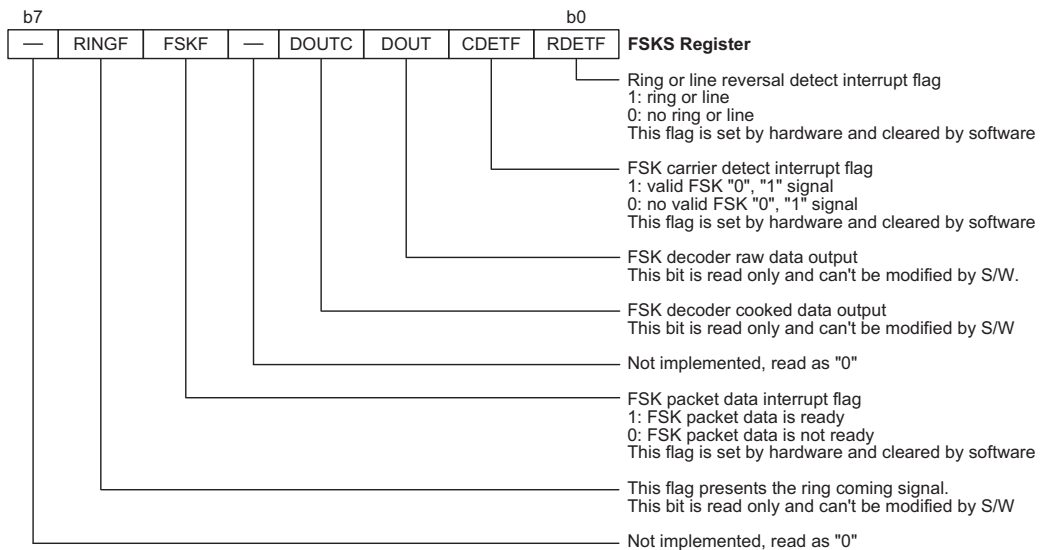 b7 b0
— RINGF FSKF — DOUTC DOUT CDETF RDETF FSKS Register
Ring or line reversal detect interrupt flag
1: ring or line
0: no ring or line
This flag is set by hardware and cleared by software
FSK carrier detect interrupt flag
1: valid FSK "0", "1" signal
0: no valid FSK "0", "1" signal
This flag is set by hardware and cleared by software
FSK decoder raw data output
This bit is read only and can't be modified by S/W.
FSK decoder cooked data output
This bit is read only and can't be modified by S/W
Not implemented, read as "0"
FSK packet data interrupt flag
1: FSK packet data is ready
0: FSK packet data is not ready
This flag is set by hardware and cleared by software
This flag presents the ring coming signal.
This bit is read only and can't be modified by S/W
Not implemented, read as "0"